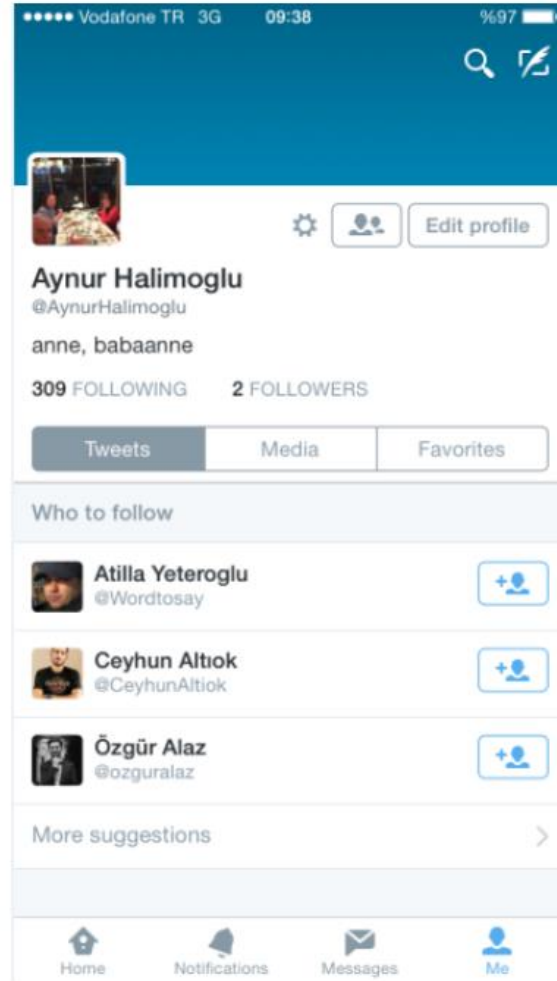 Vodafone TR 3G 09:38 %97
Edit profile
Aynur Halimoglu
@AynurHalimoglu
anne, babaanne
309 FOLLOWING 2 FOLLOWERS
Tweets Media Favorites
Who to follow
Atilla Yeteroglu
@Wordtosay
Ceyhun Altıok
@CeyhunAltiok
Özgür Alaz
@ozguralaz
More suggestions
Home Notifications Messages Me